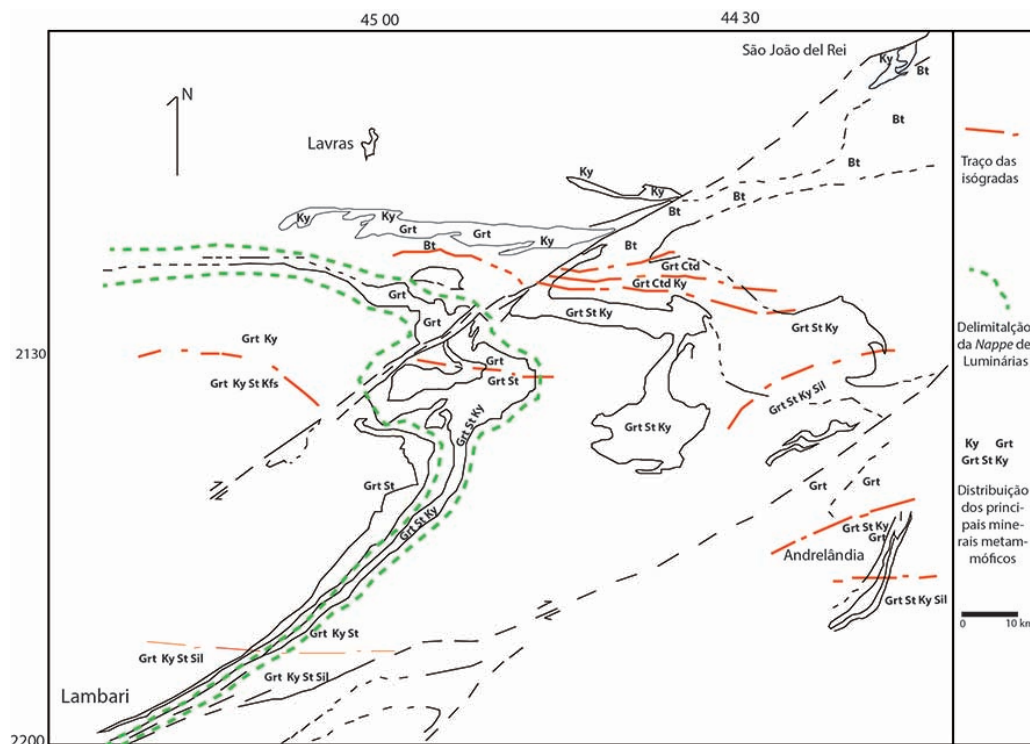 45 00
44 30
São João del Rei
Ky
Bt
N
Bt
Lavras
Bt
Ky
Ky
Bt
Ky
Ky
Grt
Grt
Ky
Bt
Bt
Grt Ctd
Grt Ctd Ky
Grt
Grt St Ky
Grt St Ky
Grt
Grt Ky
2130
Grt
Grt St
Grt Ky St Kfs
Grt St Ky Sil
Grt St Ky
Grt St Ky
Grt St
Grt
Grt St Ky
Grt St Ky
Grt
Andrelândia
Grt St Ky Sil
Grt Ky St
Grt Ky St Sil
Grt Ky St Sil
Lambari
2200
Traço das
isógradas
Delimitalção
da Nappe de
Luminárias
Ky Grt
Grt St Ky
Distribuição
dos princi-
pais mine-
rais metam-
móficos
0 10 km